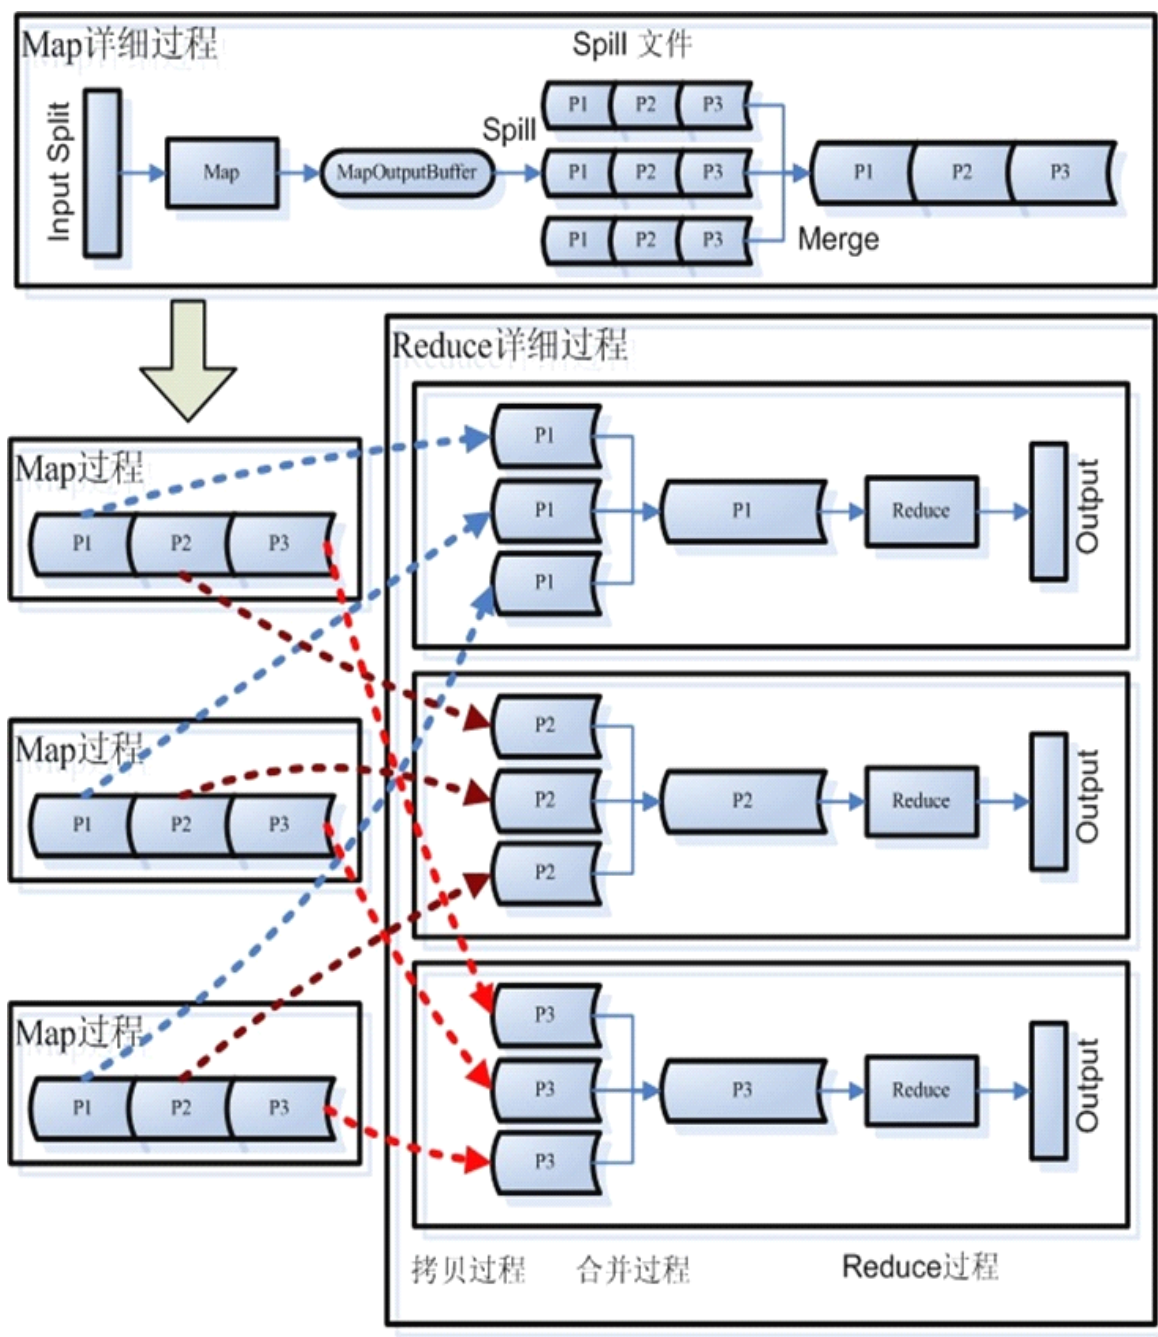 Map详细过程
Spill 文件
Input Split
Map
MapOutputBuffer
Spill
P1 P2 P3
P1 P2 P3
P1 P2 P3
Merge
P1 P2 P3
Map过程
P1 P2 P3
Map过程
P1 P2 P3
Map过程
P1 P2 P3
Reduce详细过程
P1
P1
P1
P1
Reduce
Output
P2
P2
P2
P2
Reduce
Output
P3
P3
P3
P3
Reduce
Output
拷贝过程 合并过程 Reduce过程